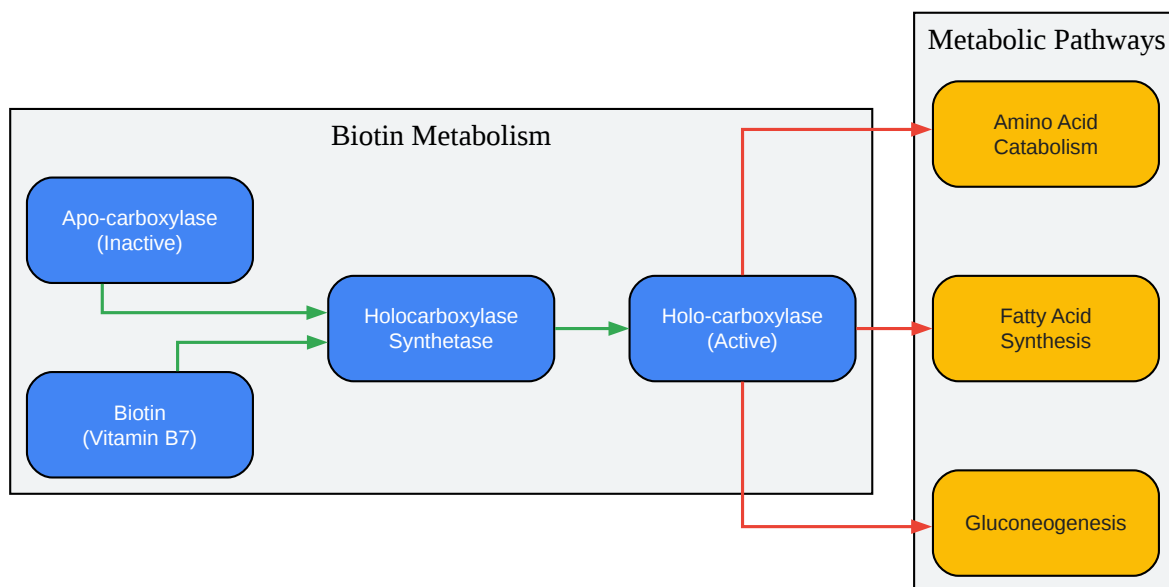 Metabolic Pathways
Biotin Metabolism
Amino Acid
Catabolism
Apo-carboxylase
(Inactive)
Holocarboxylase
Synthetase
Holo-carboxylase
(Active)
Fatty Acid
Synthesis
Biotin
(Vitamin B7)
Gluconeogenesis